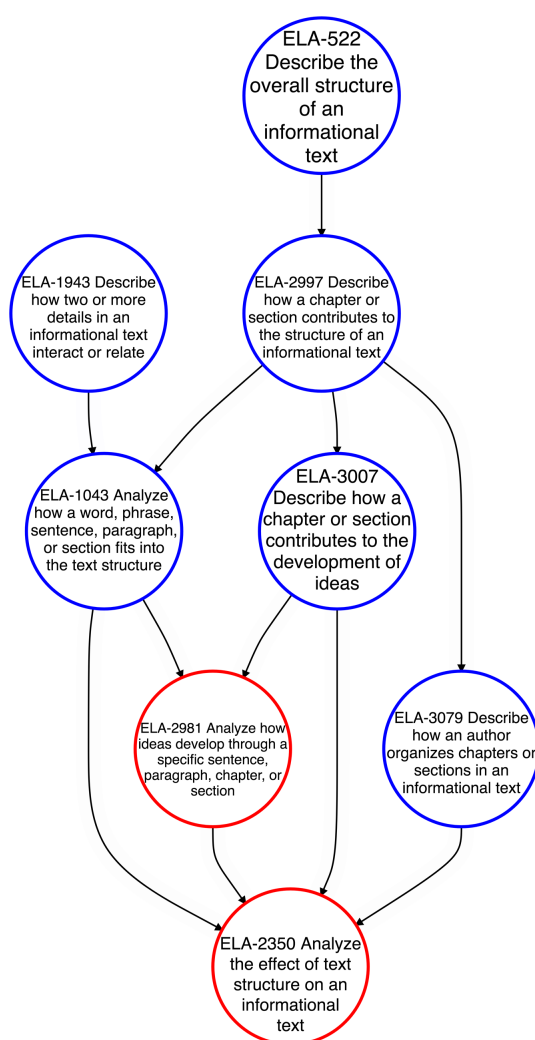 ELA-522
Describe the
overall structure
of an
informational
text
ELA-1943 Describe
how two or more
details in an
informational text
interact or relate
ELA-2997 Describe
how a chapter or
section contributes to
the structure of an
informational text
ELA-1043 Analyze
how a word, phrase,
sentence, paragraph,
or section fits into
the text structure
ELA-3007
Describe how a
chapter or section
contributes to the
development of
ideas
ELA-2981 Analyze how
ideas develop through a
specific sentence,
paragraph, chapter, or
section
ELA-3079 Describe
how an author
organizes chapters or
sections in an
informational text
ELA-2350 Analyze
the effect of text
structure on an
informational
text